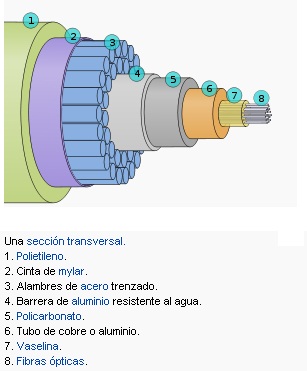 1
2
3
4
5
6
7
8
Una sección transversal.
1. Polietileno.
2. Cinta de mylar.
3. Alambres de acero trenzado.
4. Barrera de aluminio resistente al agua.
5. Policarbonato.
6. Tubo de cobre o aluminio.
7. Vaselina.
8. Fibras ópticas.